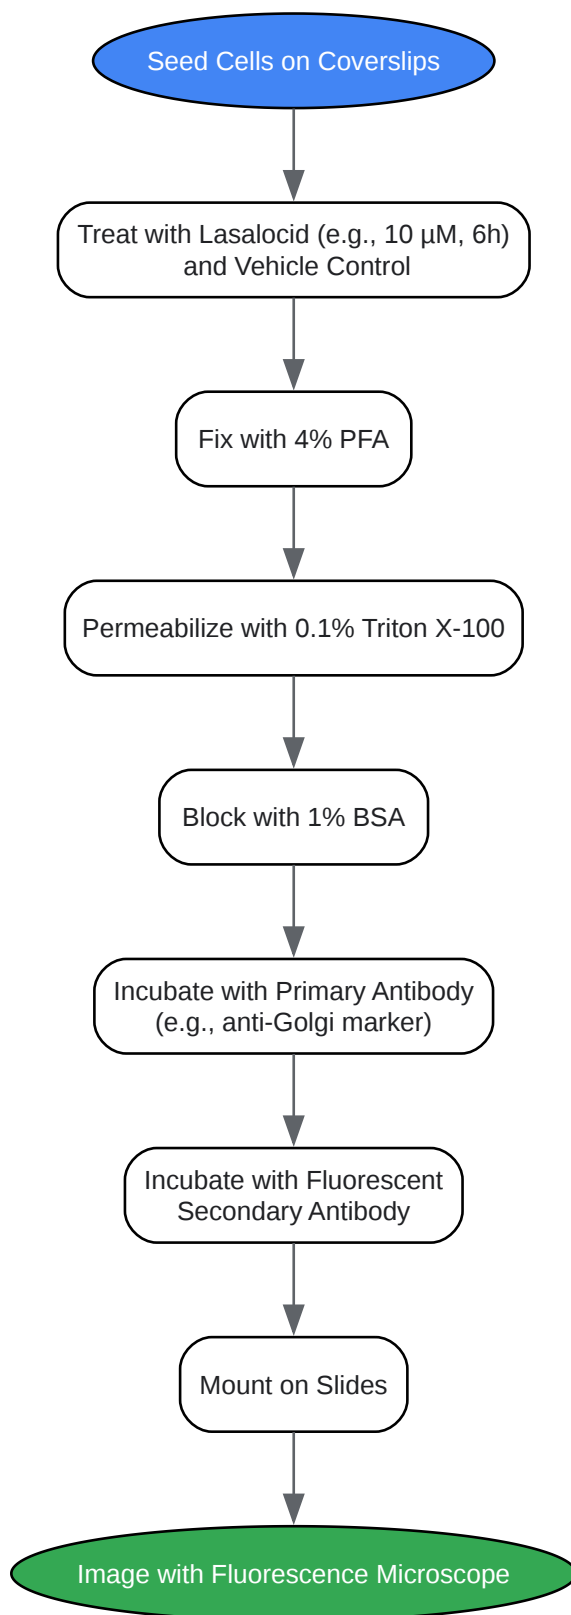 Seed Cells on Coverslips
Treat with Lasalocid (e.g., 10 µM, 6h)
and Vehicle Control
Fix with 4% PFA
Permeabilize with 0.1% Triton X-100
Block with 1% BSA
Incubate with Primary Antibody
(e.g., anti-Golgi marker)
Incubate with Fluorescent
Secondary Antibody
Mount on Slides
Image with Fluorescence Microscope